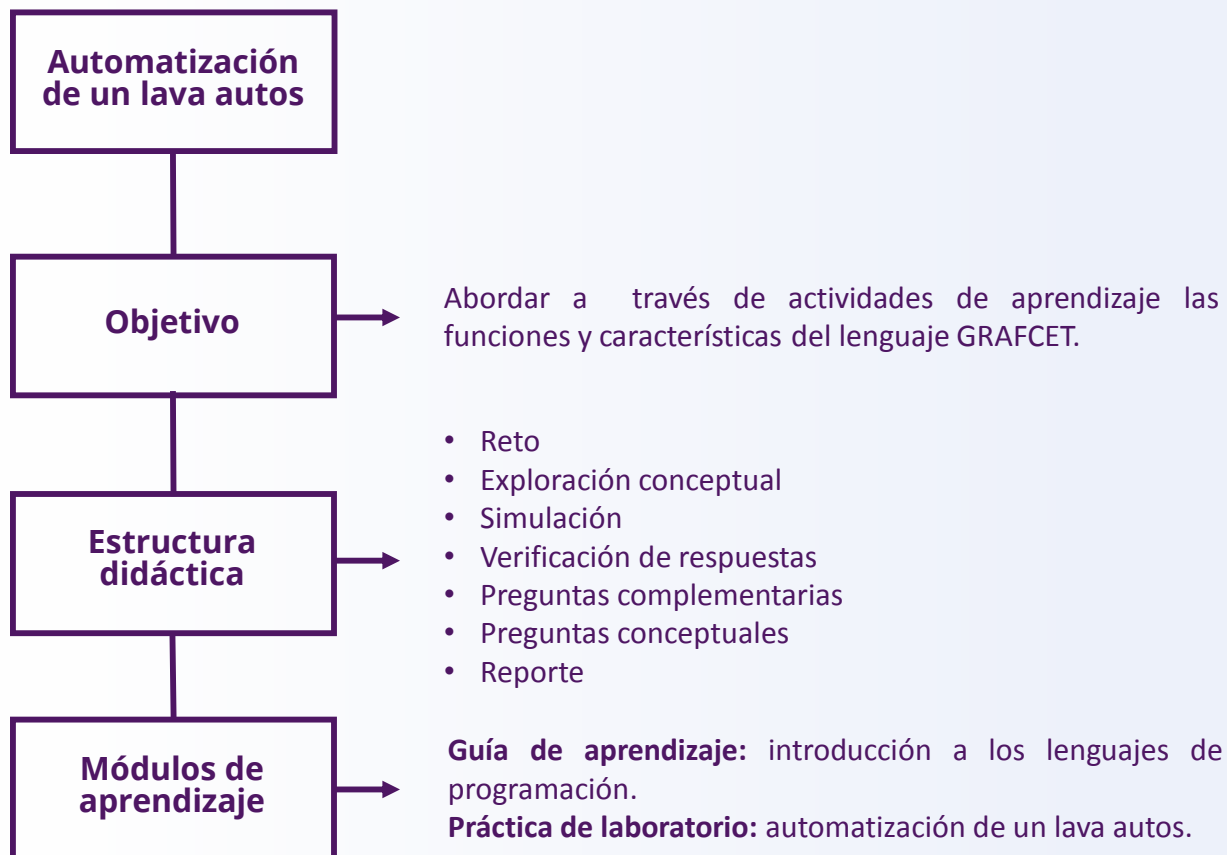 Automatización
de un lava autos
Objetivo
Abordar a través de actividades de aprendizaje las
funciones y características del lenguaje GRAFCET.
Estructura
didáctica
• Reto
• Exploración conceptual
• Simulación
• Verificación de respuestas
• Preguntas complementarias
• Preguntas conceptuales
• Reporte
Módulos de
aprendizaje
Guía de aprendizaje: introducción a los lenguajes de
programación.
Práctica de laboratorio: automatización de un lava autos.